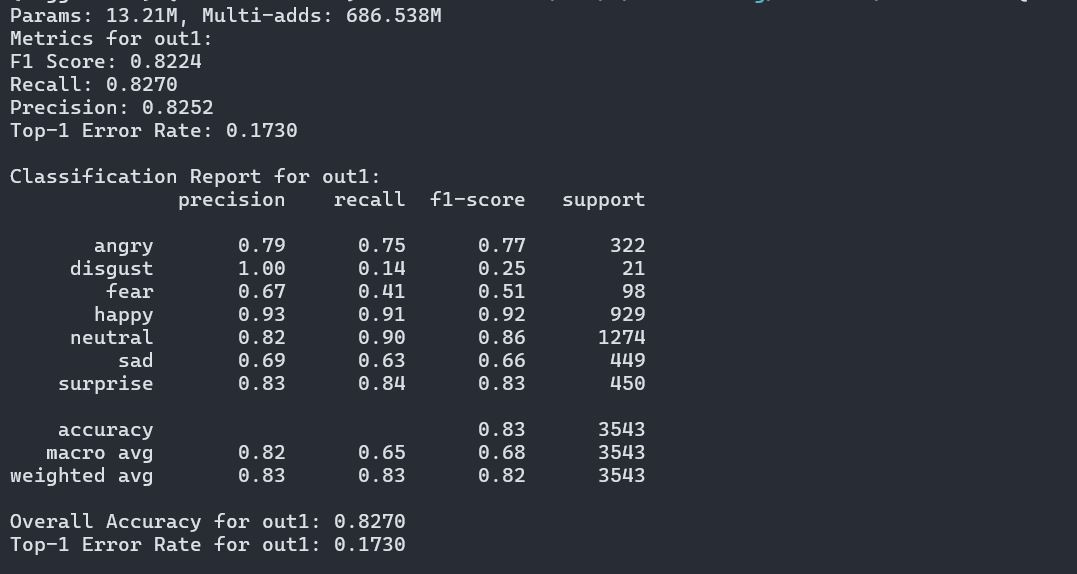 Params: 13.21M, Multi-adds: 686.538M
Metrics for out1:
F1 Score: 0.8224
Recall: 0.8270
Precision: 0.8252
Top-1 Error Rate: 0.1730
Classification Report for out1:
precision recall f1-score support
angry 0.79 0.75 0.77 322
disgust 1.00 0.14 0.25 21
fear 0.67 0.41 0.51 98
happy 0.93 0.91 0.92 929
neutral 0.82 0.90 0.86 1274
sad 0.69 0.63 0.66 449
surprise 0.83 0.84 0.83 450
accuracy 0.83 3543
macro avg 0.82 0.65 0.68 3543
weighted avg 0.83 0.83 0.82 3543
Overall Accuracy for out1: 0.8270
Top-1 Error Rate for out1: 0.1730